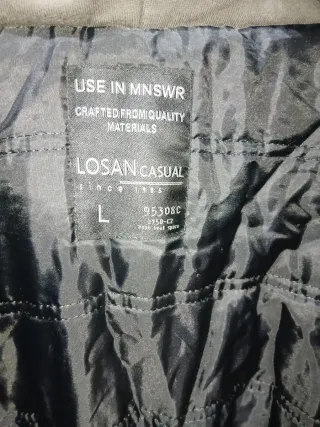 USE IN MNSWR
CRAFTED FROM QUALITY
MATERIALS
LOSAN CASUAL
since 1985
L 95308C